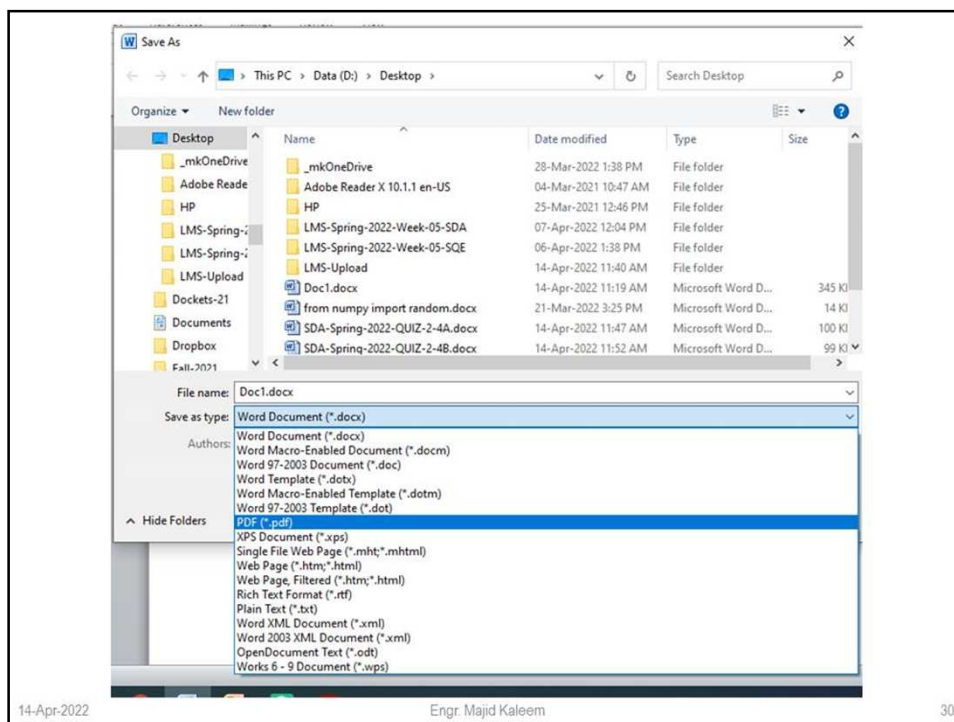 Save As
This PC > Data (D:) > Desktop >
Search Desktop
Organize
New folder
Desktop
_mkOneDrive
Adobe Reade
HP
LMS-Spring-2
LMS-Spring-2
LMS-Upload
Dockets-21
Documents
Dropbox
Fall-2021
Name Date modified Type Size
_mkOneDrive 28-Mar-2022 1:38 PM File folder
Adobe Reader X 10.1.1 en-US 04-Mar-2021 10:47 AM File folder
HP 25-Mar-2021 12:46 PM File folder
LMS-Spring-2022-Week-05-SDA 07-Apr-2022 12:04 PM File folder
LMS-Spring-2022-Week-05-SQE 06-Apr-2022 1:38 PM File folder
LMS-Upload 14-Apr-2022 11:40 AM File folder
Doc1.docx 14-Apr-2022 11:19 AM Microsoft Word D... 345 KI
from numpy import random.docx 21-Mar-2022 3:25 PM Microsoft Word D... 14 KI
SDA-Spring-2022-QUIZ-2-4A.docx 14-Apr-2022 11:47 AM Microsoft Word D... 100 KI
SDA-Spring-2022-QUIZ-2-4B.docx 14-Apr-2022 11:52 AM Microsoft Word D... 99 KI
File name: Doc1.docx
Save as type: Word Document (*.docx)
Authors:
Word Document (*.docx)
Word Macro-Enabled Document (*.docm)
Word 97-2003 Document (*.doc)
Word Template (*.dotx)
Word Macro-Enabled Template (*.dotm)
Word 97-2003 Template (*.dot)
PDF (*.pdf)
XPS Document (*.xps)
Single File Web Page (*.mht;*.mhtml)
Web Page (*.htm;*.html)
Web Page, Filtered (*.htm;*.html)
Rich Text Format (*.rtf)
Plain Text (*.txt)
Word XML Document (*.xml)
Word 2003 XML Document (*.xml)
OpenDocument Text (*.odt)
Works 6 - 9 Document (*.wps)
Hide Folders
14-Apr-2022 Engr. Majid Kaleem 30